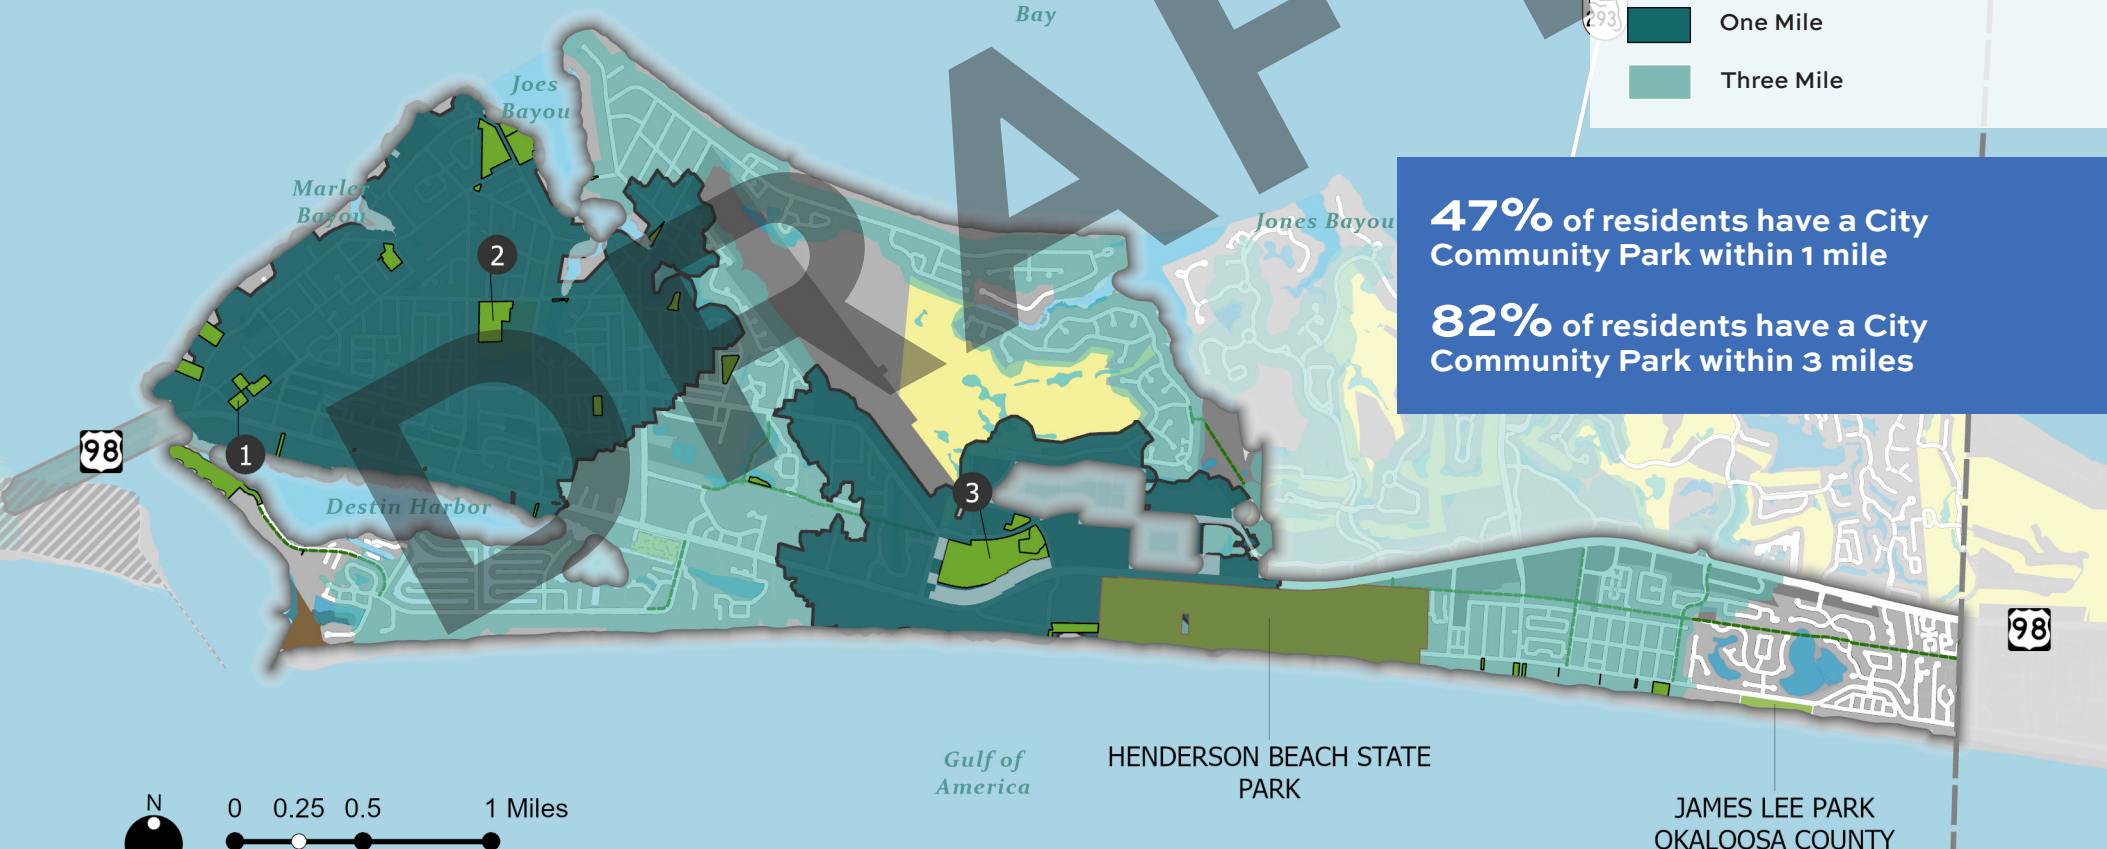 Bay
293
One Mile
Three Mile
Joes
Bayou
Marler
Bayou
Jones Bayou
47% of residents have a City
Community Park within 1 mile
82% of residents have a City
Community Park within 3 miles
2
1
98
3
Destin Harbor
98
DRAF
Gulf of
America
HENDERSON BEACH STATE
PARK
JAMES LEE PARK
OKALOOSA COUNTY
N
0 0.25 0.5 1 Miles